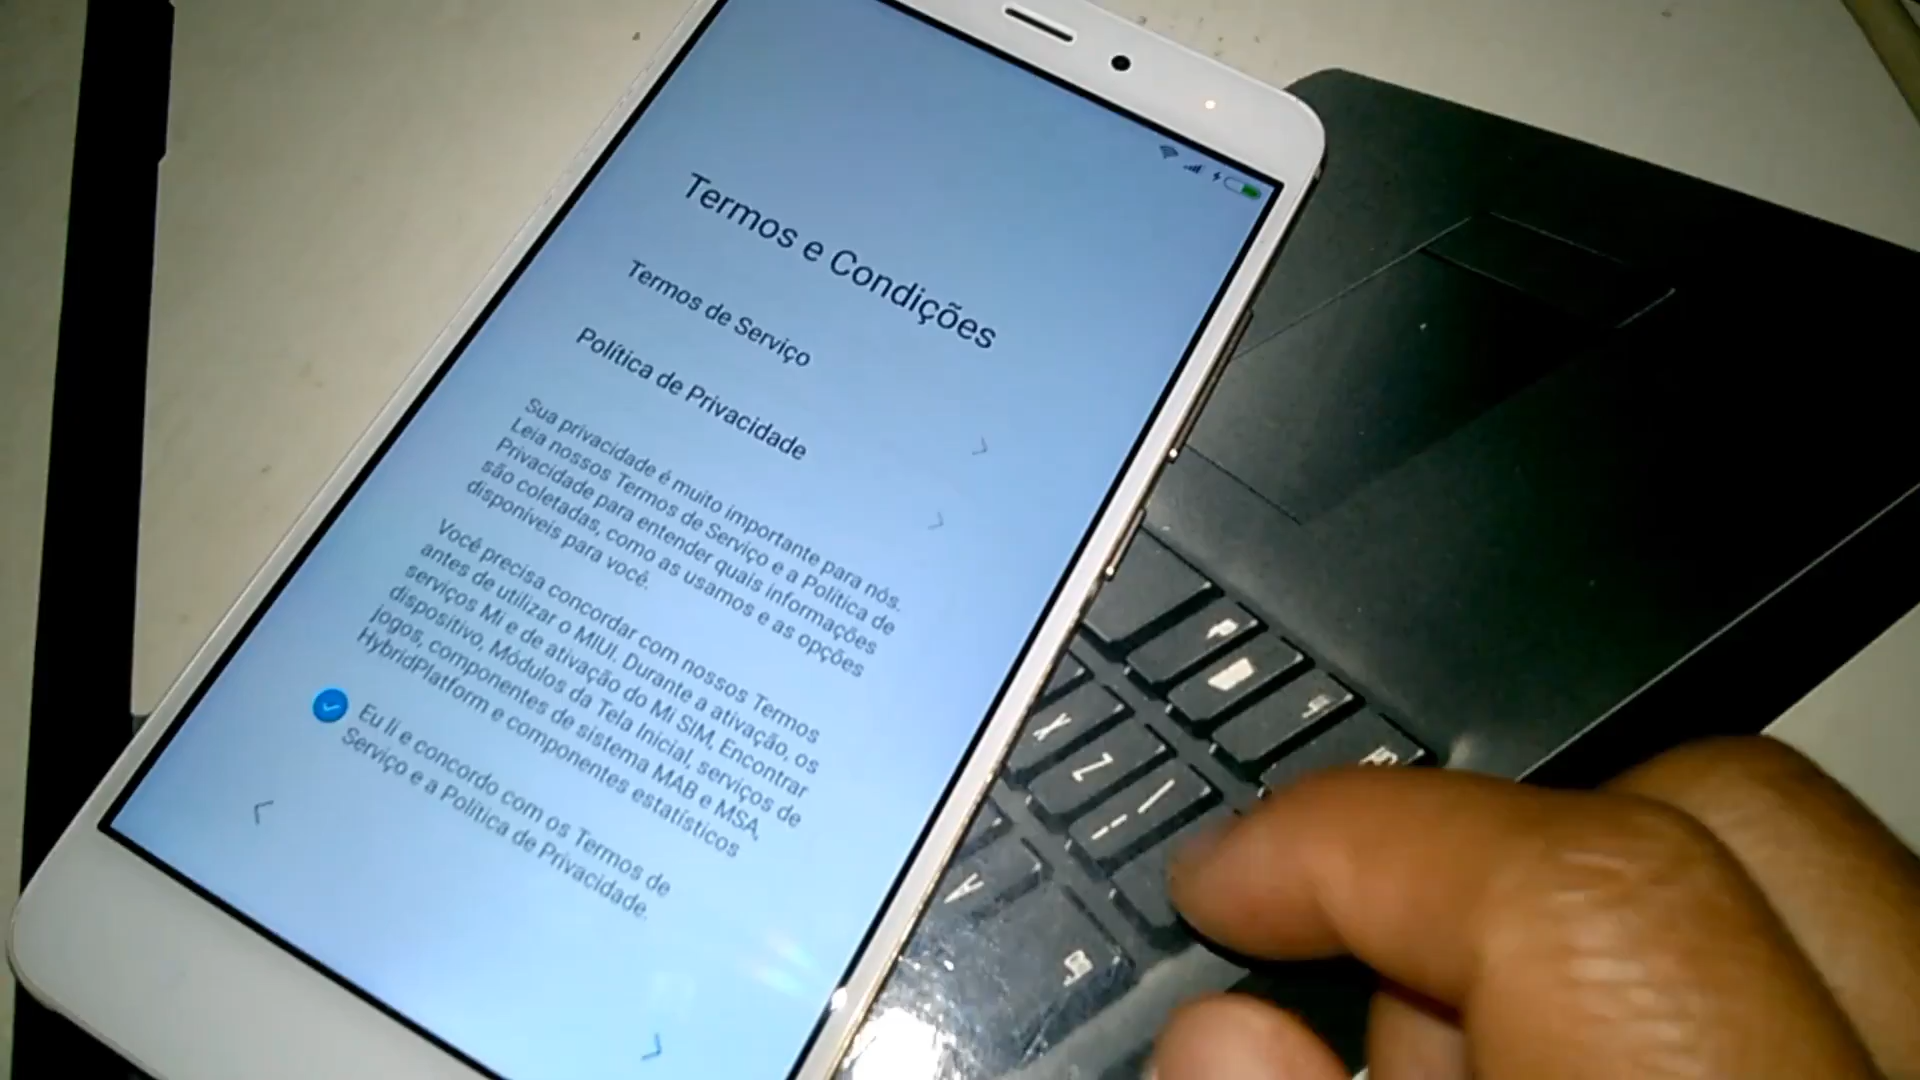 Termos e Condições
Termos de Serviço
Política de Privacidade
Sua privacidade é muito importante para nós.
Leia nossos Termos de Serviço e a Política de
Privacidade para entender quais informações
são coletadas, como as usamos e as opções
disponíveis para você.
Você precisa concordar com nossos Termos
antes de utilizar o MIUI. Durante a ativação, os
serviços Mi e de ativação do Mi SIM, Encontrar
dispositivo, Módulos da Tela Inicial, serviços de
jogos, componentes de sistema MAB e MSA,
HybridPlatform e componentes estatísticos
Eu li e concordo com os Termos de
Serviço e a Política de Privacidade.
X
Z
A